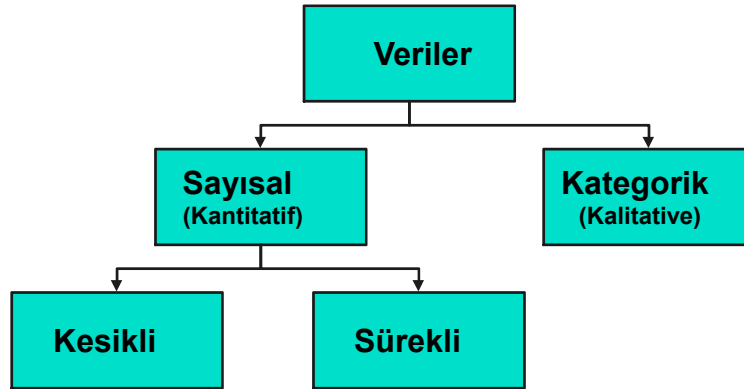 Veriler
Sayısal
(Kantitatif)
Kategorik
(Kalitative)
Kesikli
Sürekli